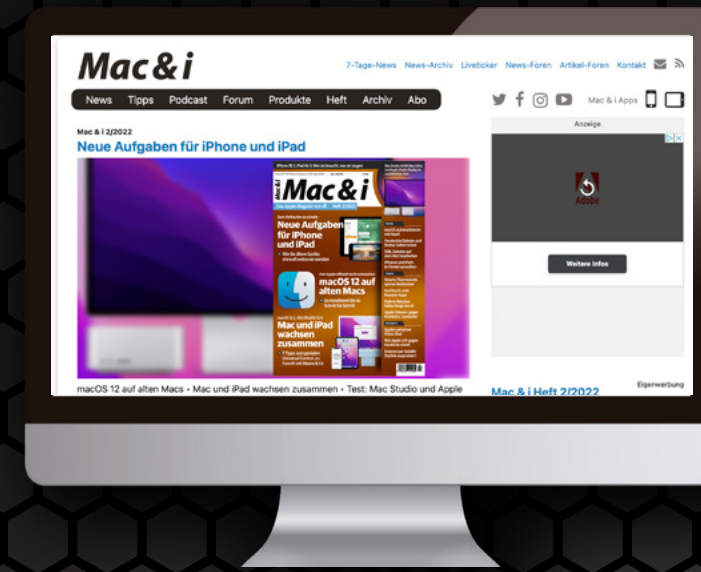 Mac & i
7-Tage-News News-Archiv Liveticker News-Foren Artikel-Foren Kontakt
News Tipps Podcast Forum Produkte Heft Archiv Abo
Mac & i Apps
Mac & i 2/2022
Neue Aufgaben für iPhone und iPad
Anzeige
Adobe
Weitere Infos
Mac & i
Neue Aufgaben
für iPhone
und iPad
macOS 12 auf
alten Macs
Mac und iPad
wachsen
zusammen
macOS 12 auf alten Macs • Mac und iPad wachsen zusammen • Test: Mac Studio und Apple
Eigenwerbung
Mac & i Heft 2/2022